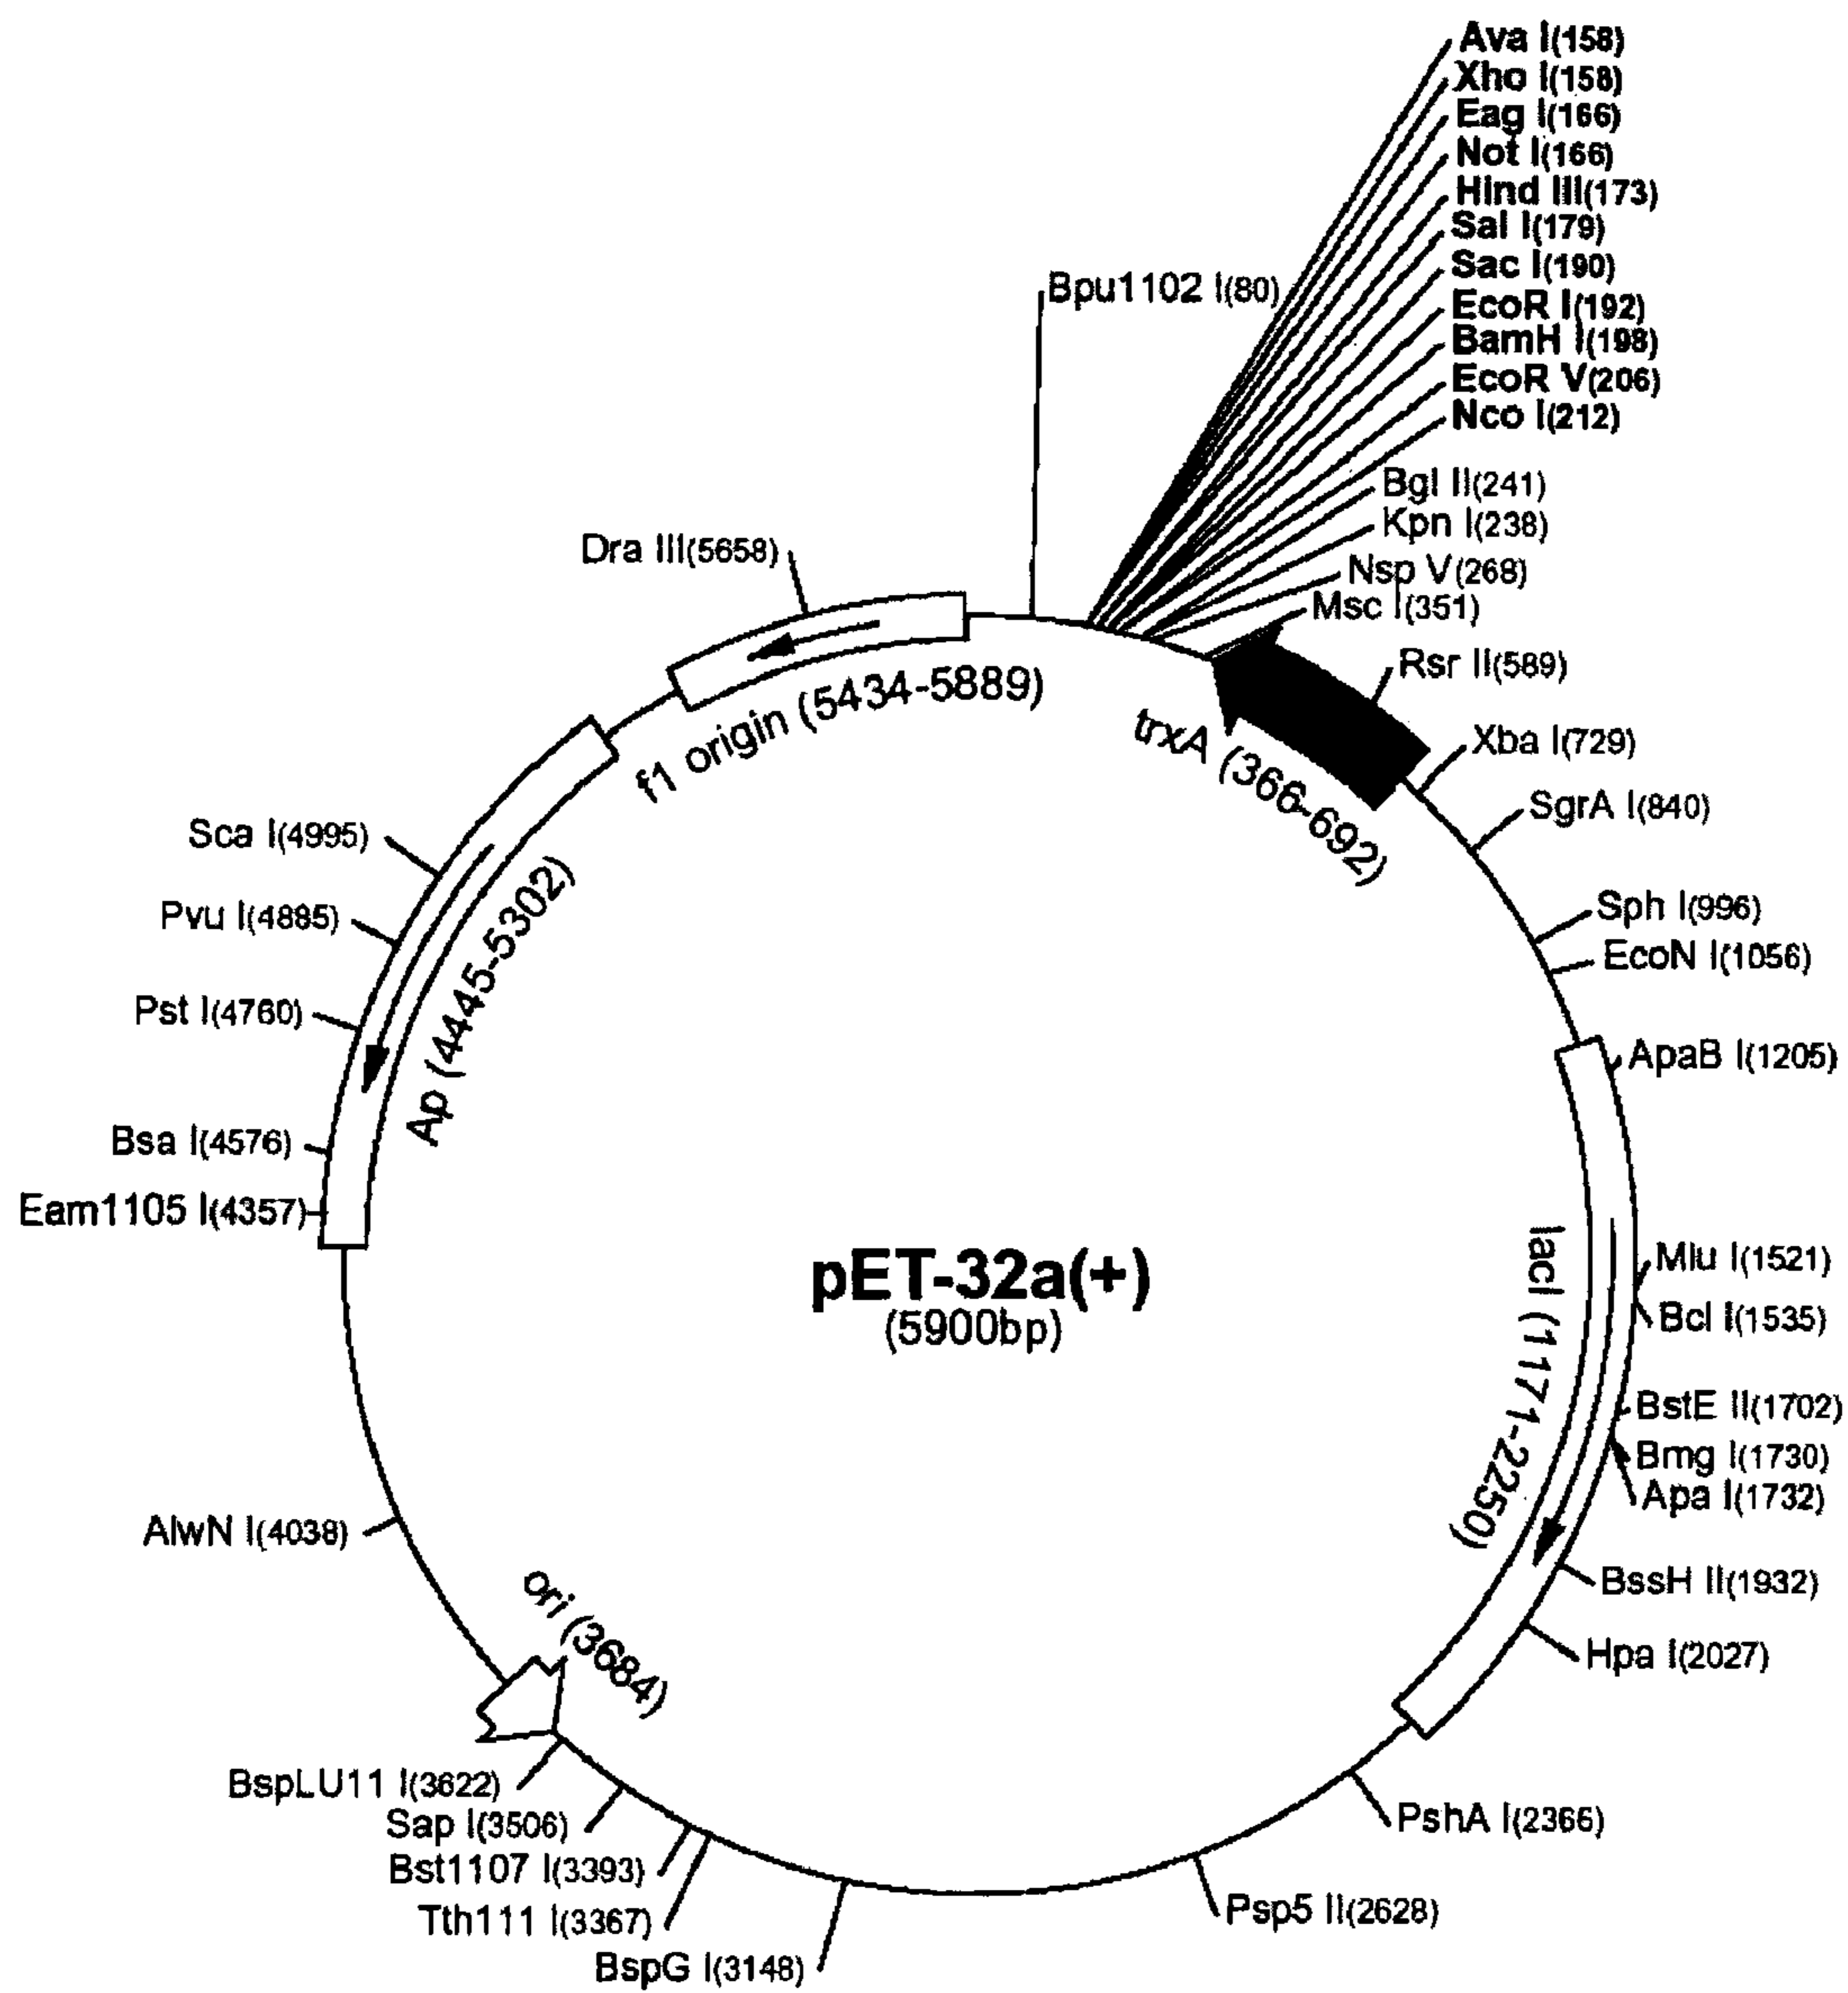 Ava I(158)
Xho I(158)
Eag I(166)
Not I(166)
Hind III(173)
Sal I(179)
Sac I(190)
EcoR I(192)
BamH I(198)
EcoR V(206)
Nco I(212)
Bpu1102 I(80)
Bgl II(241)
Kpn I(238)
Nsp V(268)
Msc I(351)
Rsr II(589)
Xba I(729)
SgrA I(840)
Sph I(996)
EcoN I(1056)
ApaB I(1205)
Mlu I(1521)
Bcl I(1535)
BstE II(1702)
Bmg I(1730)
Apa I(1732)
BssH II(1932)
Hpa I(2027)
PshA I(2366)
Psp5 II(2628)
BspG I(3148)
Tth111 I(3367)
Bst1107 I(3393)
Sap I(3506)
BspLU11 I(3622)
AlwN I(4038)
Eam1105 I(4357)
Bsa I(4576)
Pst I(4760)
Pvu I(4885)
Sca I(4995)
Dra III(5658)
f1 origin (5434-5889)
trxA (366-692)
Ap (4445-5302)
lacI (1171-2250)
ori (3684)
pET-32a(+)
(5900bp)